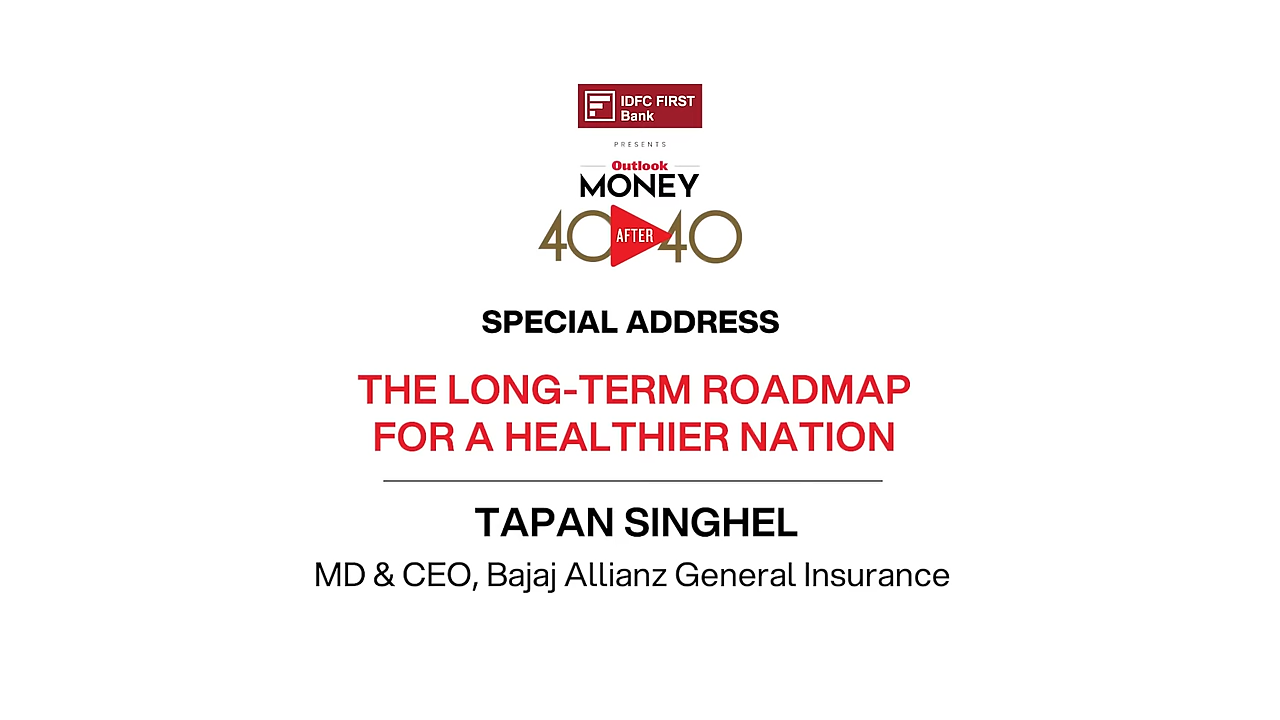 IDFC FIRST
Bank
PRESENTS
Outlook
MONEY
40 AFTER 40
SPECIAL ADDRESS
THE LONG-TERM ROADMAP
FOR A HEALTHIER NATION
TAPAN SINGHEL
MD & CEO, Bajaj Allianz General Insurance